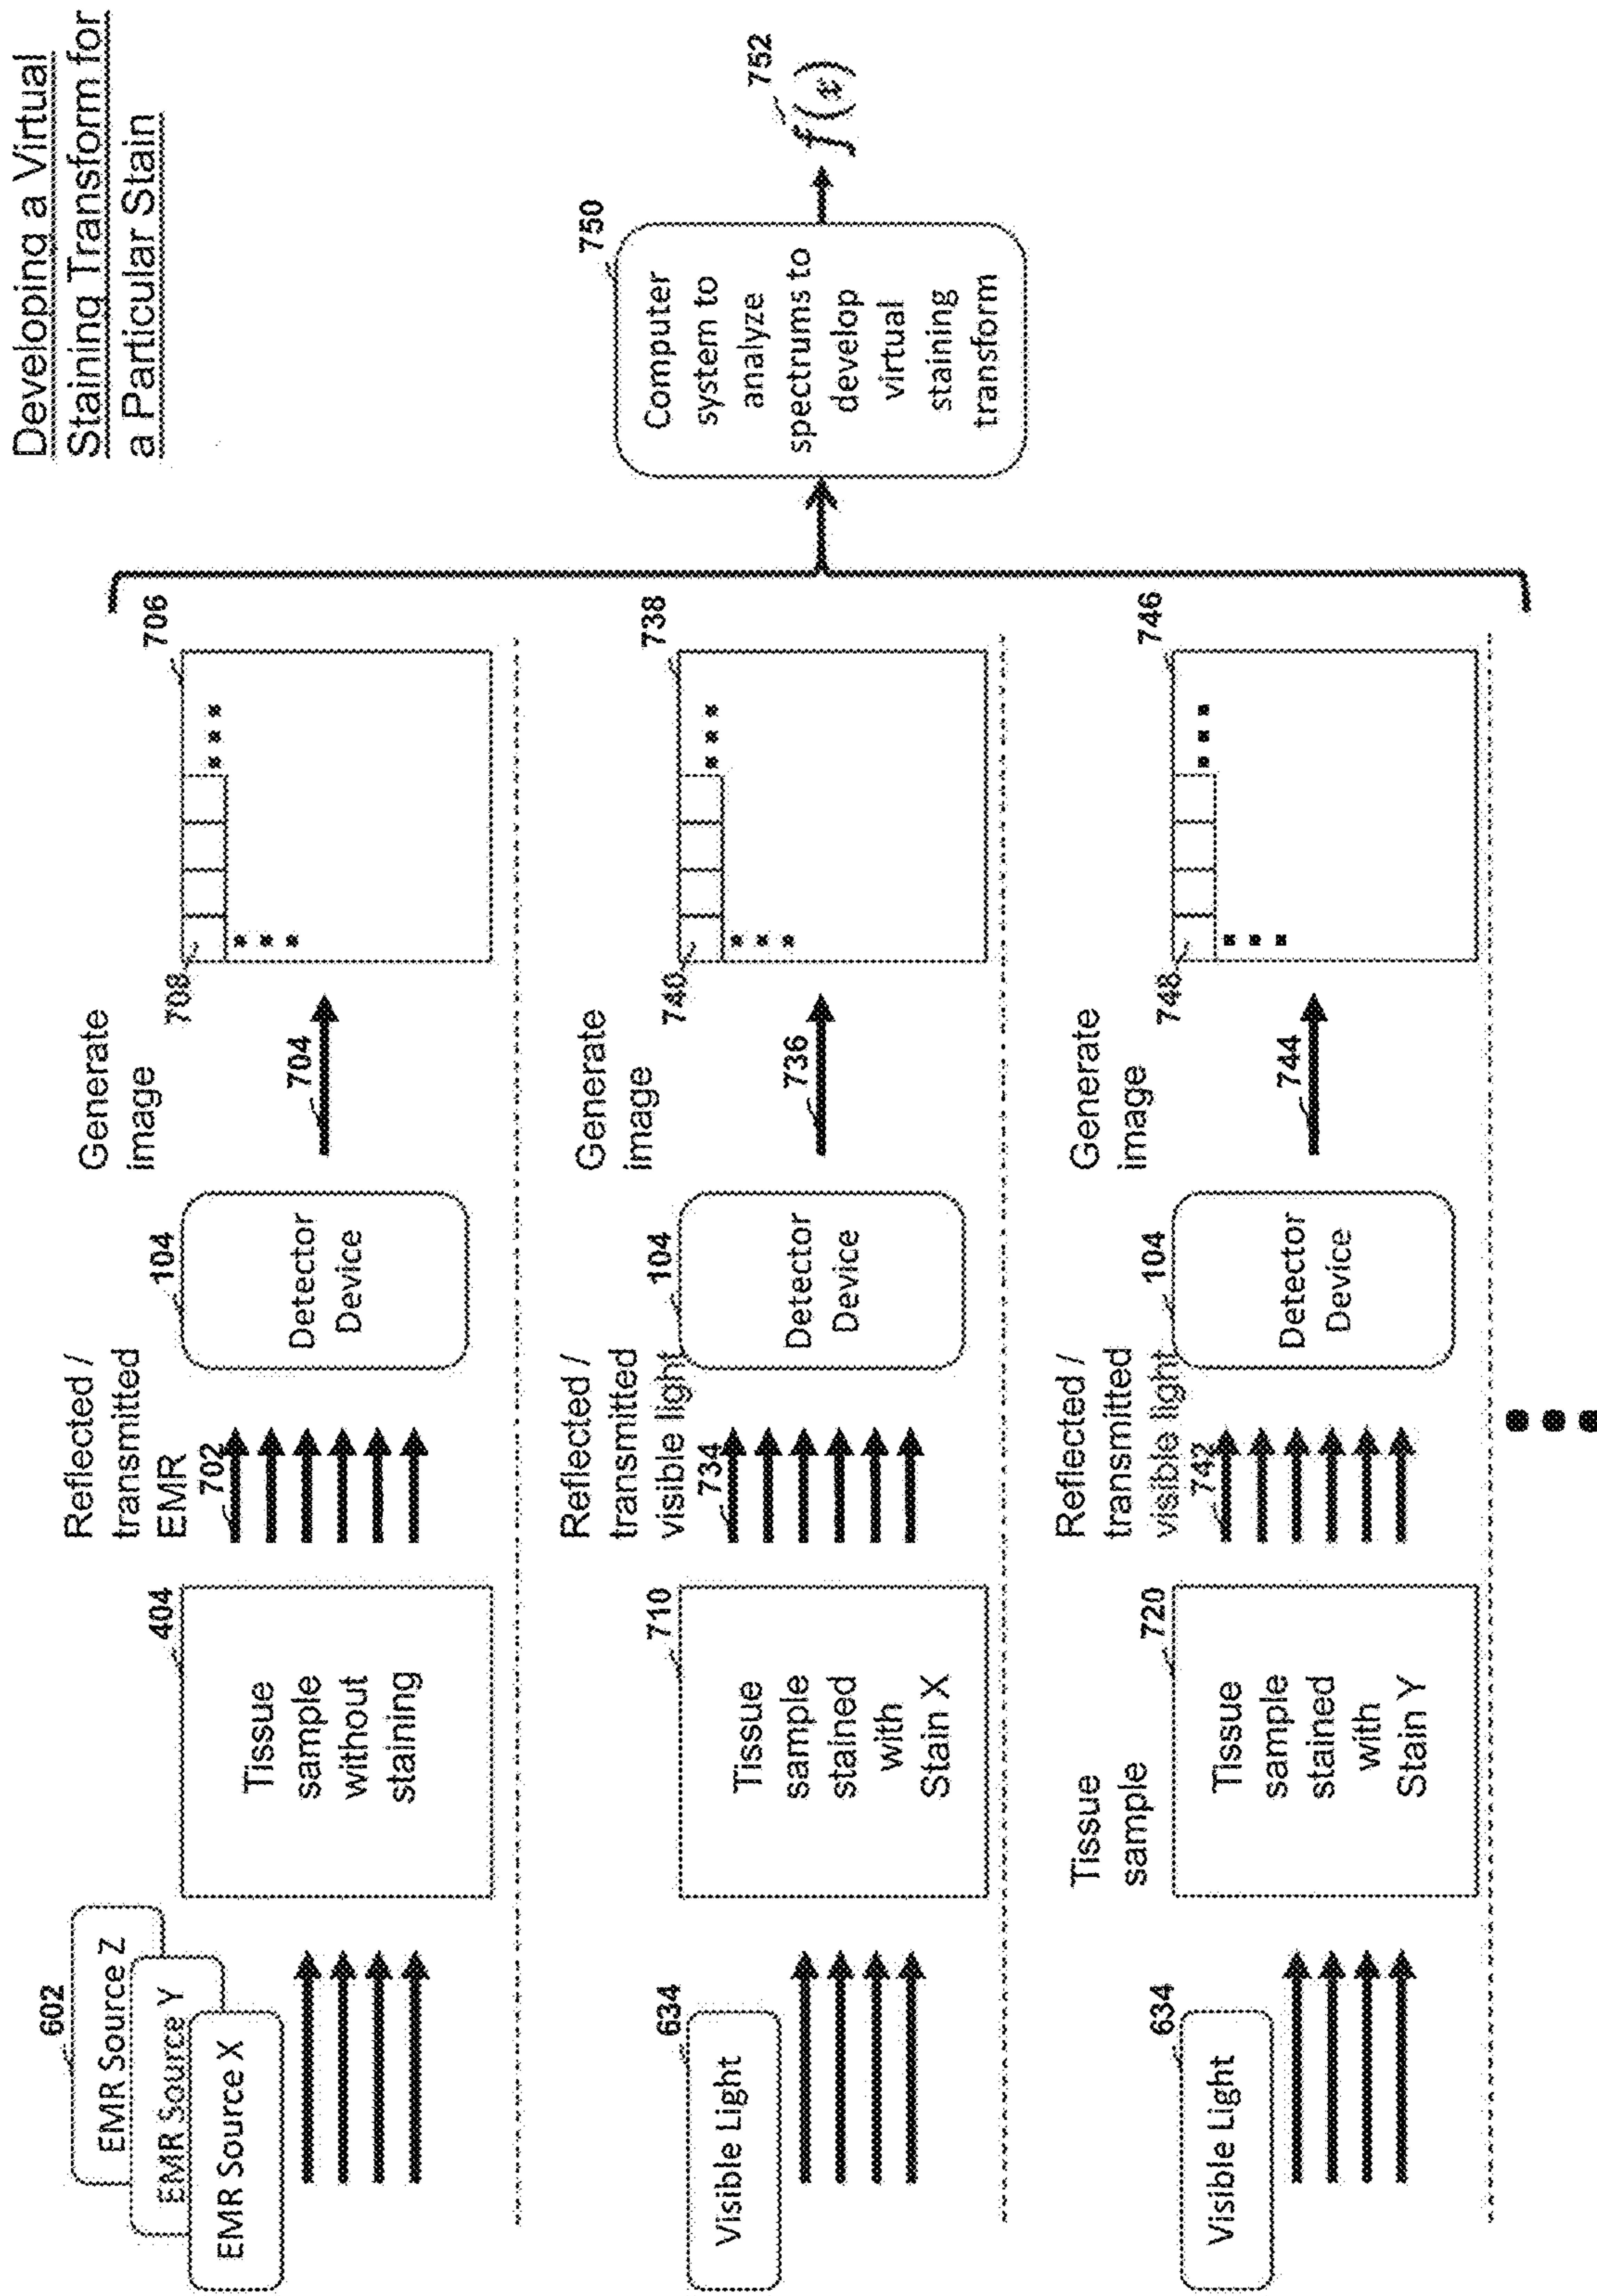 Developing a Virtual
Staining Transform for
a Particular Stain
602
EMR Source Z
EMR Source Y
EMR Source X
404
Tissue
sample
without
staining
Reflected /
transmitted
EMR
702
104
Detector
Device
Generate
image
704
706
708
634
Visible Light
710
Tissue
sample
stained
with
Stain X
Reflected /
transmitted
visible light
734
104
Detector
Device
Generate
image
736
738
740
634
Visible Light
Tissue
sample
720
Tissue
sample
stained
with
Stain Y
Reflected /
transmitted
visible light
742
104
Detector
Device
Generate
image
744
746
748
750
Computer
system to
analyze
spectrums to
develop
virtual
staining
transform
752
f(x)